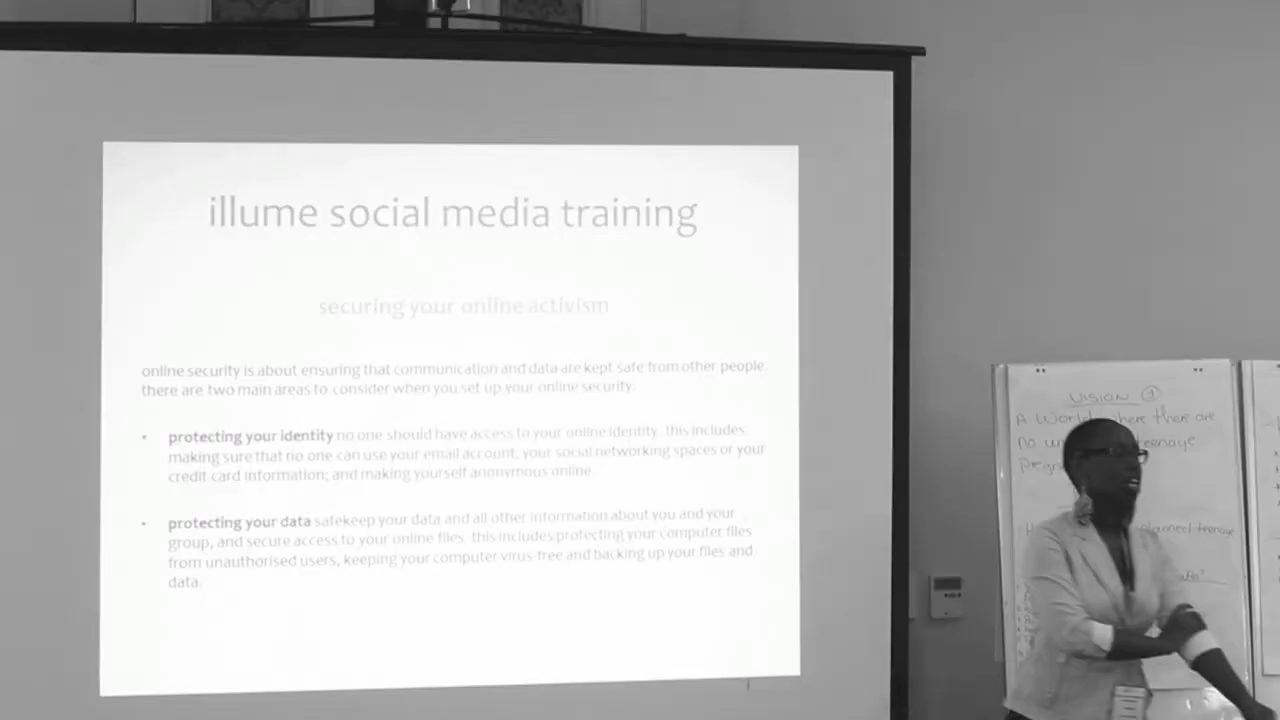 illume social media training
securing your online activism
online security is about ensuring that communication and data are kept safe from other people.
there are two main areas to consider when you set up your online security:
• protecting your identity no one should have access to your online identity. this includes
making sure that no one can use your email account, your social networking spaces or your
credit card information; and making yourself anonymous online.
• protecting your data safekeep your data and all other information about you and your
group, and secure access to your online files. this includes protecting your computer files
from unauthorised users, keeping your computer virus-free and backing up your files and
data.
VISION 1
A World where there are
no teenage